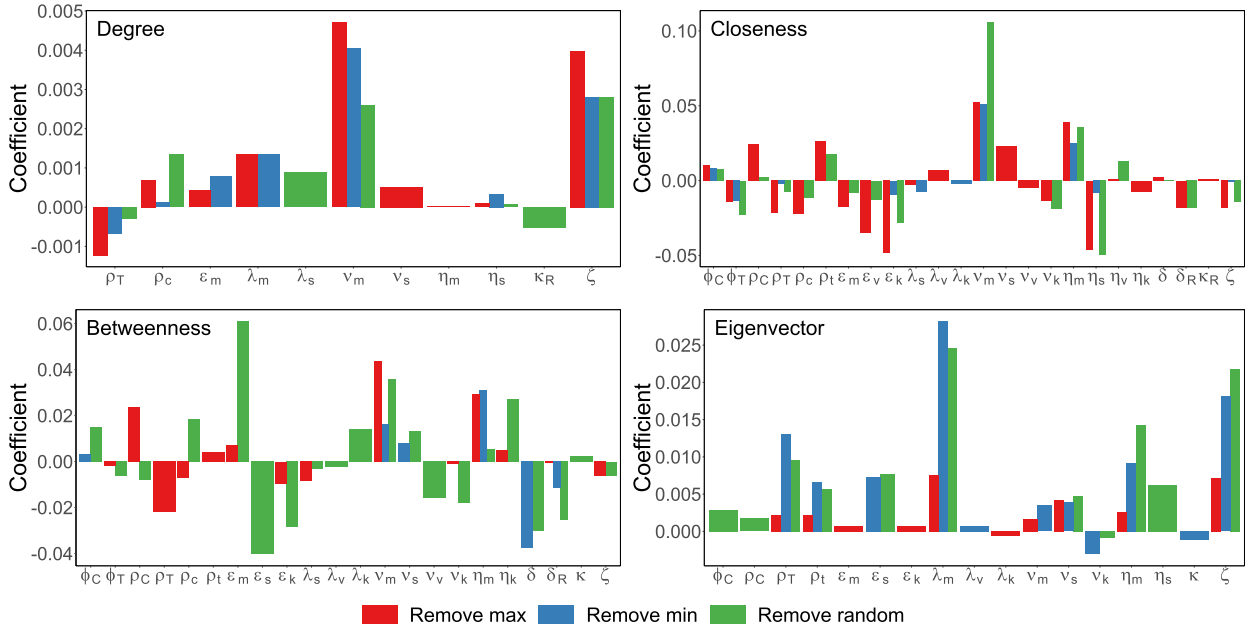 Degree
Coefficient
0.005
0.004
0.003
0.002
0.001
0.000
-0.001
ρT ρc εm λm λs νm νs ηm ηs κR ζ
Closeness
Coefficient
0.10
0.05
0.00
-0.05
ϕC ϕT ρC ρT ρc ρt εm εv εk λs λv λk νm νs νv νk ηm ηs ηv ηk δ δR κR ζ
Betweenness
Coefficient
0.06
0.04
0.02
0.00
-0.02
-0.04
ϕC ϕT ρC ρT ρc ρt εm εs εk λs λv λk νm νs νv νk ηm ηk δ δR κ ζ
Eigenvector
Coefficient
0.025
0.020
0.015
0.010
0.005
0.000
ϕC ρC ρT ρt εm εs εk λm λv λk νm νs νk ηm ηs κ ζ
Remove max Remove min Remove random